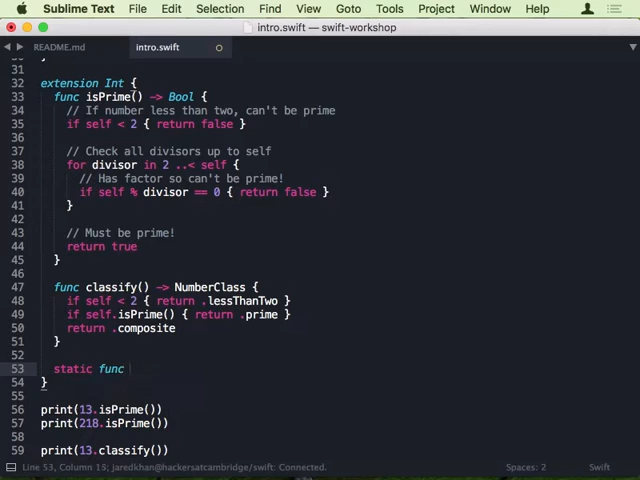 Sublime Text File Edit Selection Find View Goto Tools Project Window Help
intro.swift — swift-workshop
README.md intro.swift
31
32 extension Int {
33 func isPrime() -> Bool {
34 // If number less than two, can't be prime
35 if self < 2 { return false }
36
37 // Check all divisors up to self
38 for divisor in 2 ..< self {
39 // Has factor so can't be prime!
40 if self % divisor == 0 { return false }
41 }
42
43 // Must be prime!
44 return true
45 }
46
47 func classify() -> NumberClass {
48 if self < 2 { return .lessThanTwo }
49 if self.isPrime() { return .prime }
50 return .composite
51 }
52
53 static func
54 }
55
56 print(13.isPrime())
57 print(218.isPrime())
58
59 print(13.classify())
Line 53, Column 15; jaredkhan@hackersatcambridge/swift: Connected. Spaces: 2 Swift